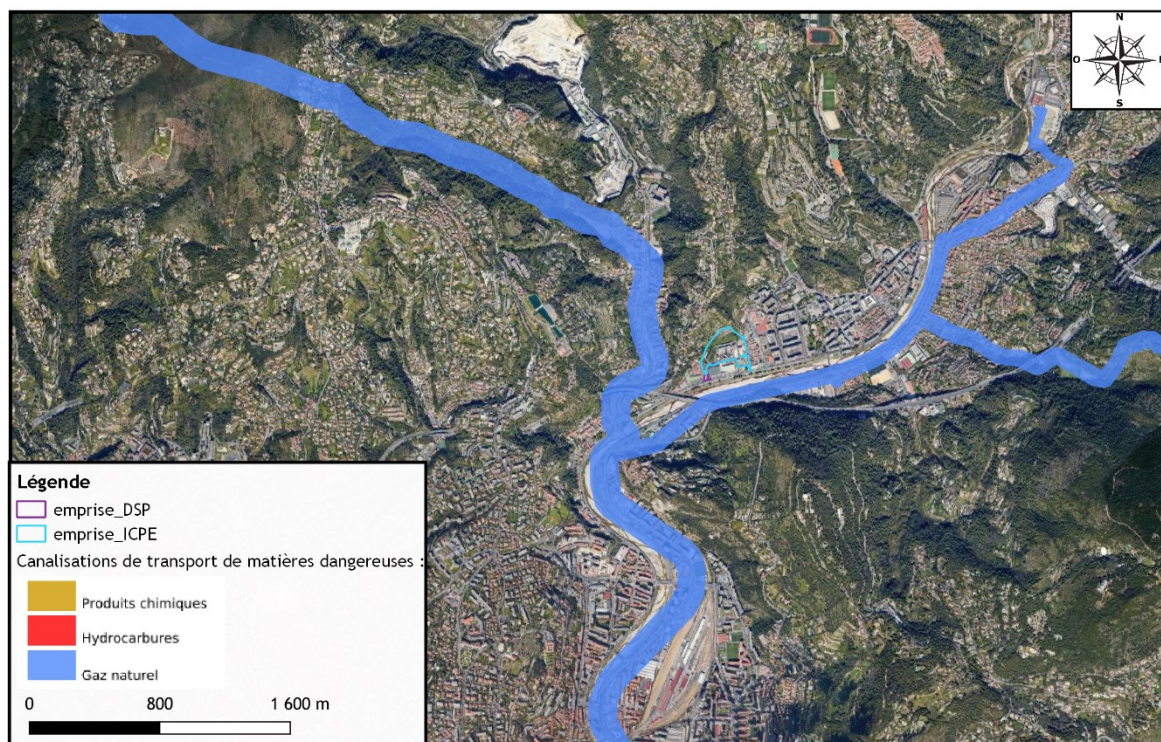 N
O
S
Légende
emprise_DSP
emprise_ICPE
Canalisations de transport de matières dangereuses :
Produits chimiques
Hydrocarbures
Gaz naturel
0 800 1 600 m